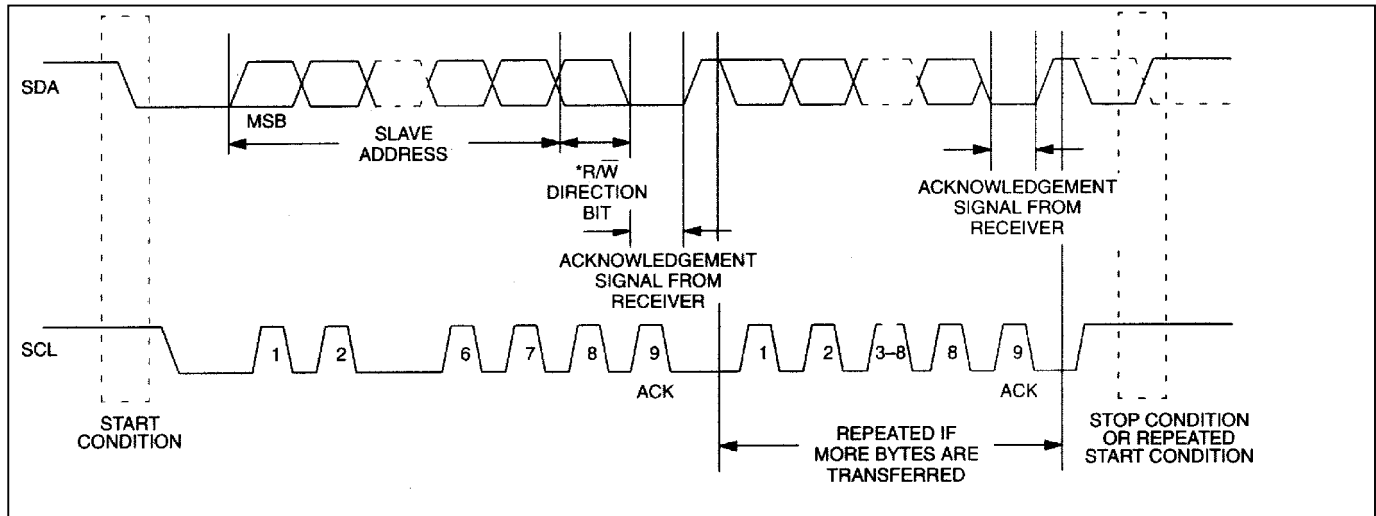 SDA
MSB
SLAVE
ADDRESS
*R/W̅
DIRECTION
BIT
ACKNOWLEDGEMENT
SIGNAL FROM
RECEIVER
ACKNOWLEDGEMENT
SIGNAL FROM
RECEIVER
SCL
1 2 6 7 8 9 1 2 3–8 8 9
ACK ACK
START
CONDITION
REPEATED IF
MORE BYTES ARE
TRANSFERRED
STOP CONDITION
OR REPEATED
START CONDITION